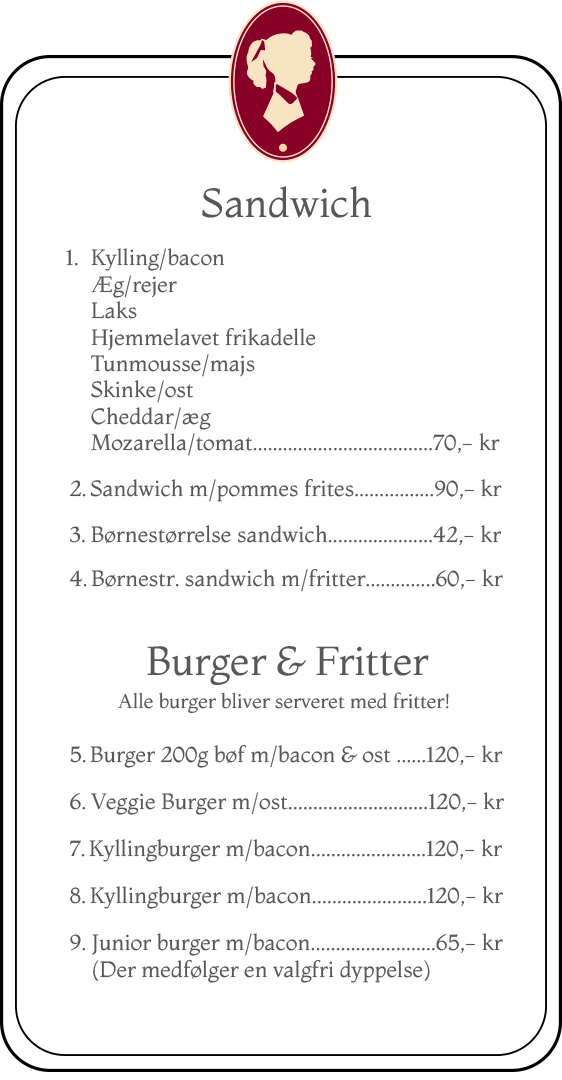 Sandwich
1. Kylling/bacon
Æg/rejer
Laks
Hjemmelavet frikadelle
Tunmousse/majs
Skinke/ost
Cheddar/æg
Mozarella/tomat....................................70,- kr
2. Sandwich m/pommes frites................90,- kr
3. Børnestørrelse sandwich.....................42,- kr
4. Børnestr. sandwich m/fritter..............60,- kr
Burger & Fritter
Alle burger bliver serveret med fritter!
5. Burger 200g bøf m/bacon & ost ......120,- kr
6. Veggie Burger m/ost............................120,- kr
7. Kyllingburger m/bacon.......................120,- kr
8. Kyllingburger m/bacon.......................120,- kr
9. Junior burger m/bacon.........................65,- kr
(Der medfølger en valgfri dyppelse)